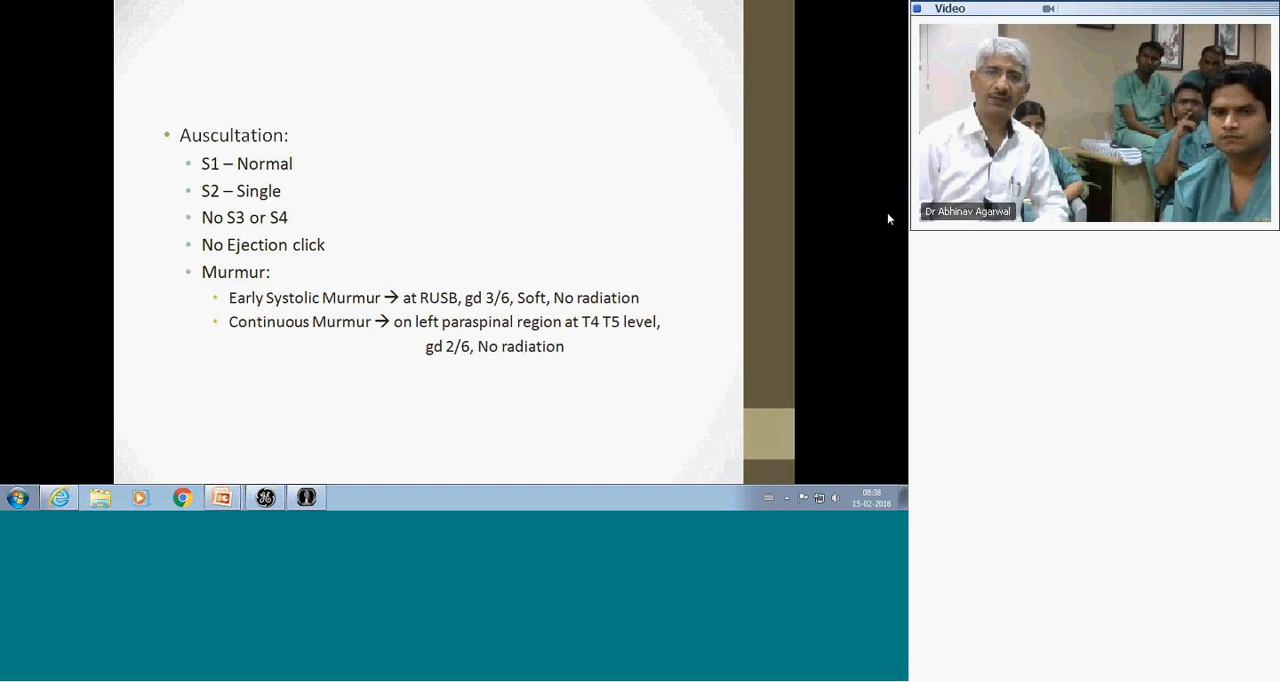 Video
Dr Abhinav Agarwal
Auscultation:
S1 – Normal
S2 – Single
No S3 or S4
No Ejection click
Murmur:
Early Systolic Murmur → at RUSB, gd 3/6, Soft, No radiation
Continuous Murmur → on left paraspinal region at T4 T5 level,
gd 2/6, No radiation
08:38
15-02-2018